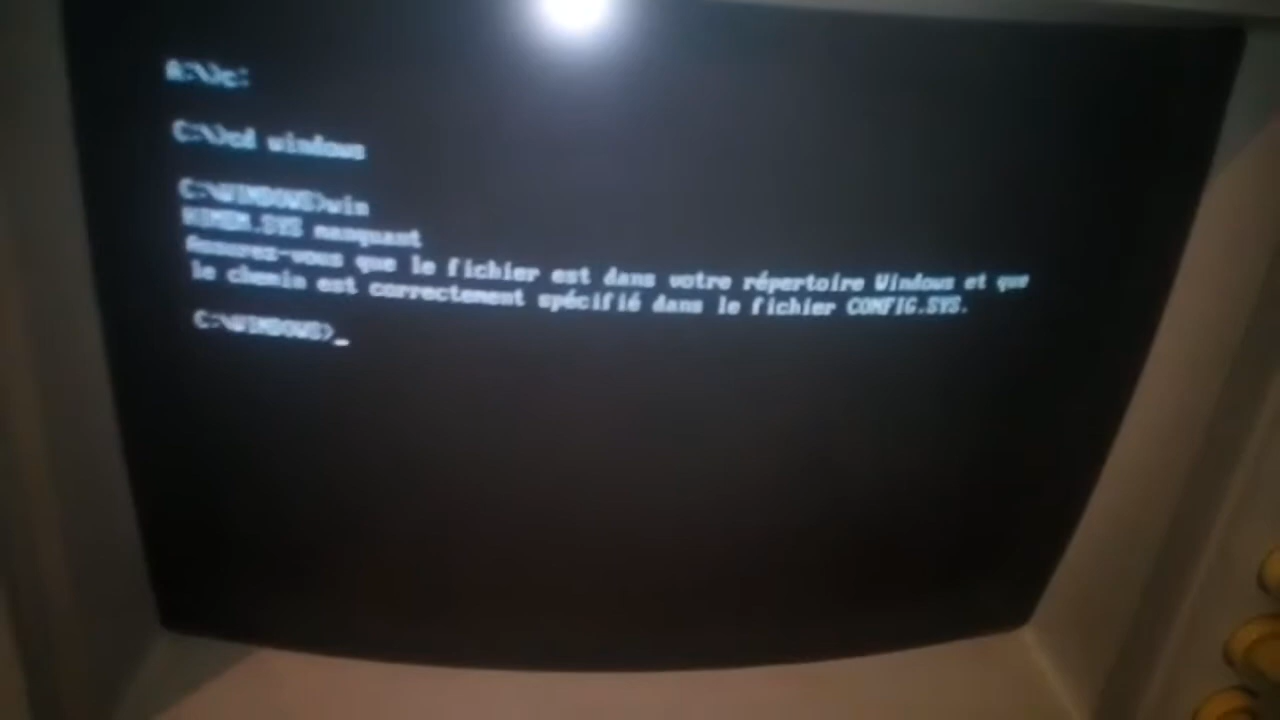 A:\>c:
C:\>cd windows
C:\WINDOWS>win
HIMEM.SYS manquant
Assurez-vous que le fichier est dans votre répertoire Windows et que
le chemin est correctement spécifié dans le fichier CONFIG.SYS.
C:\WINDOWS>_